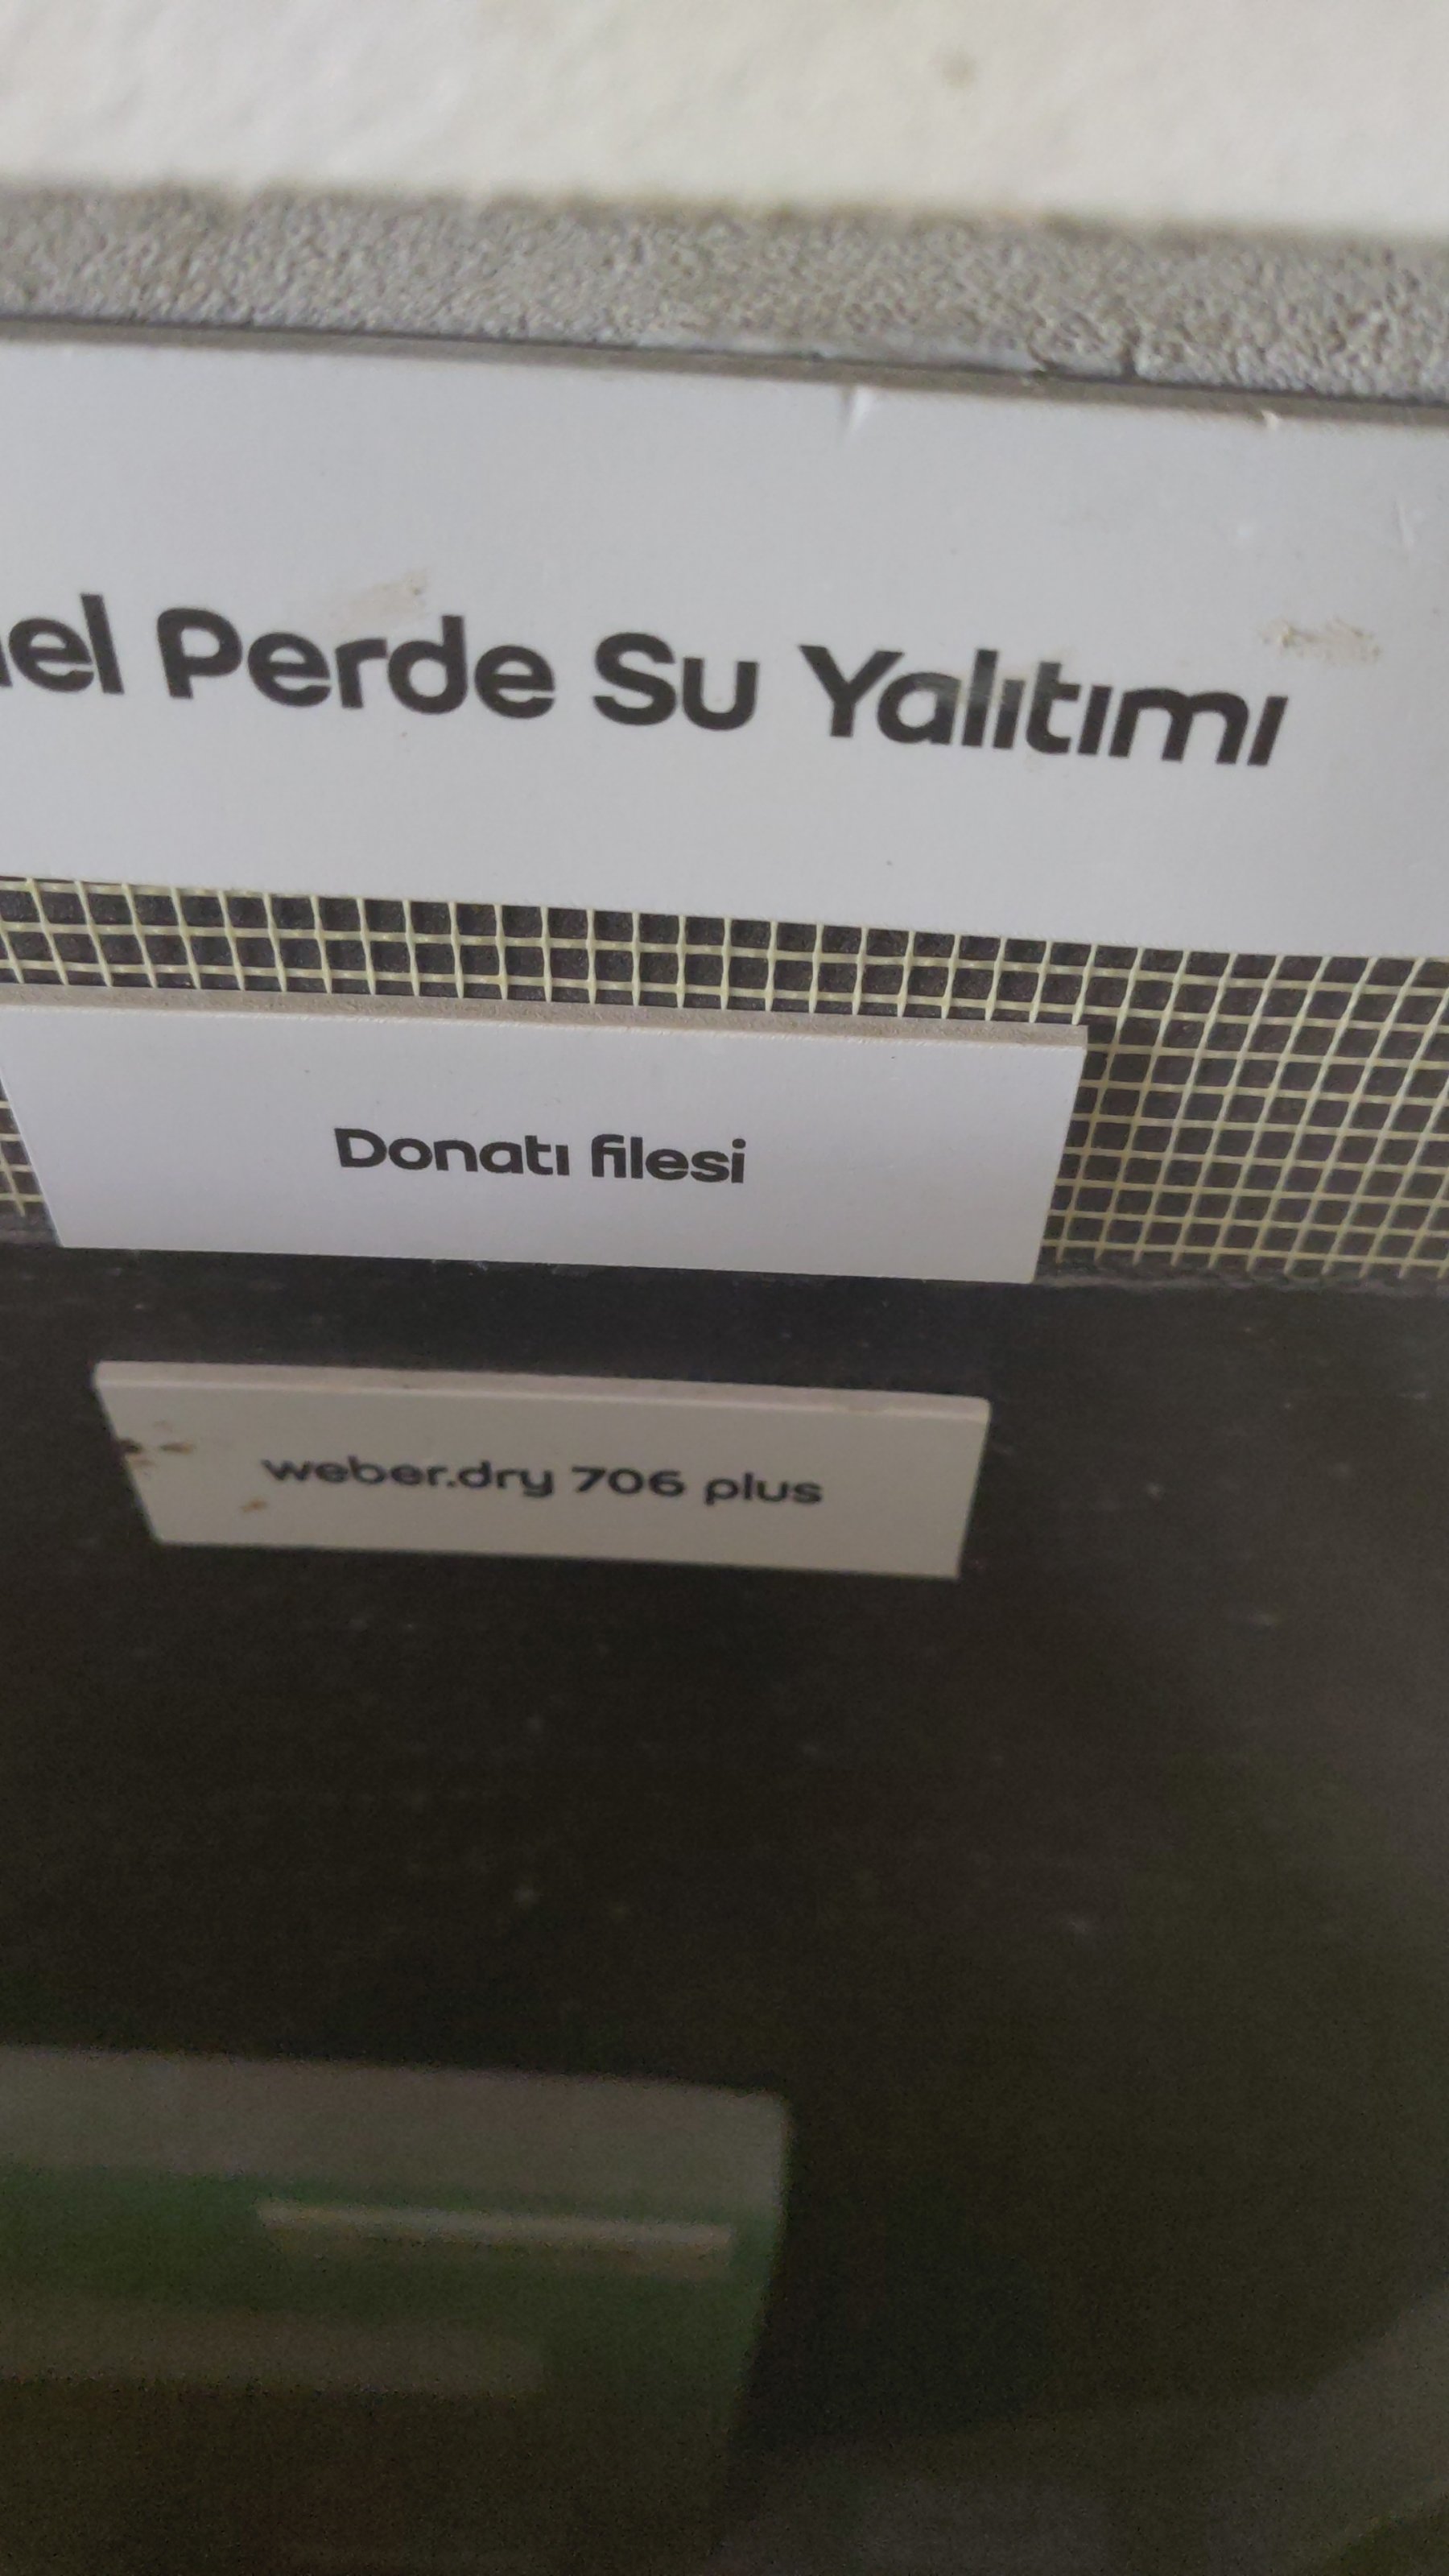 Perde Su Yalıtımı
Donatı filesi
weber.dry 706 plus